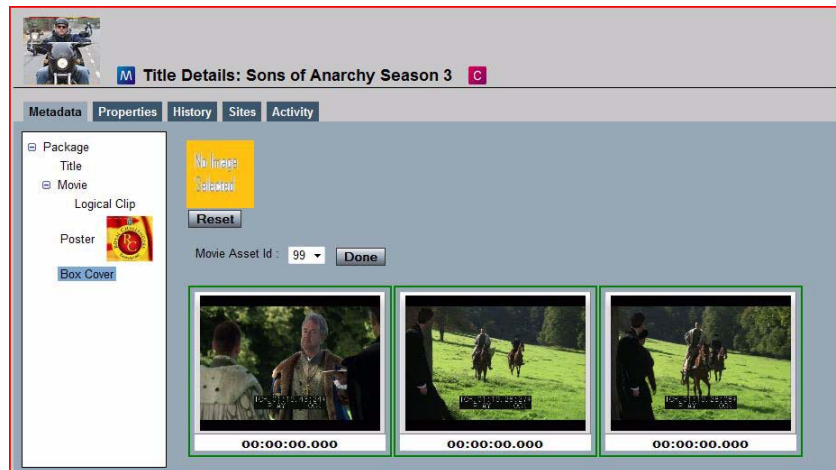 M Title Details: Sons of Anarchy Season 3 C
Metadata Properties History Sites Activity
Package
Title
Movie
Logical Clip
Poster
Box Cover
No Image
Selected
Reset
Movie Asset Id : 99 Done
PLAY
00:00:00.000 00:00:00.000 00:00:00.000